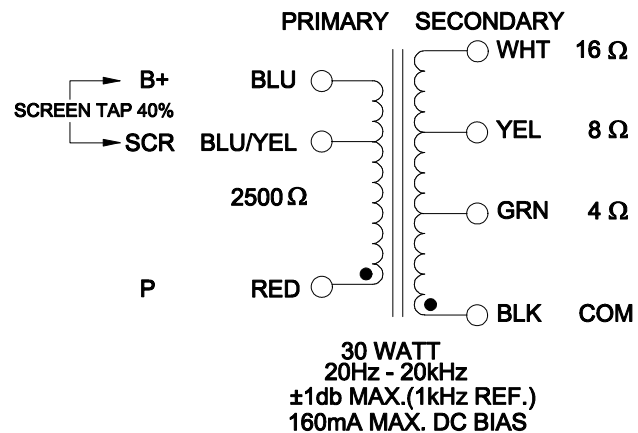 PRIMARY SECONDARY
B+ BLU WHT 16 Ω
SCREEN TAP 40%
SCR BLU/YEL YEL 8 Ω
2500 Ω
GRN 4 Ω
P RED BLK COM
30 WATT
20Hz - 20kHz
±1db MAX.(1kHz REF.)
160mA MAX. DC BIAS